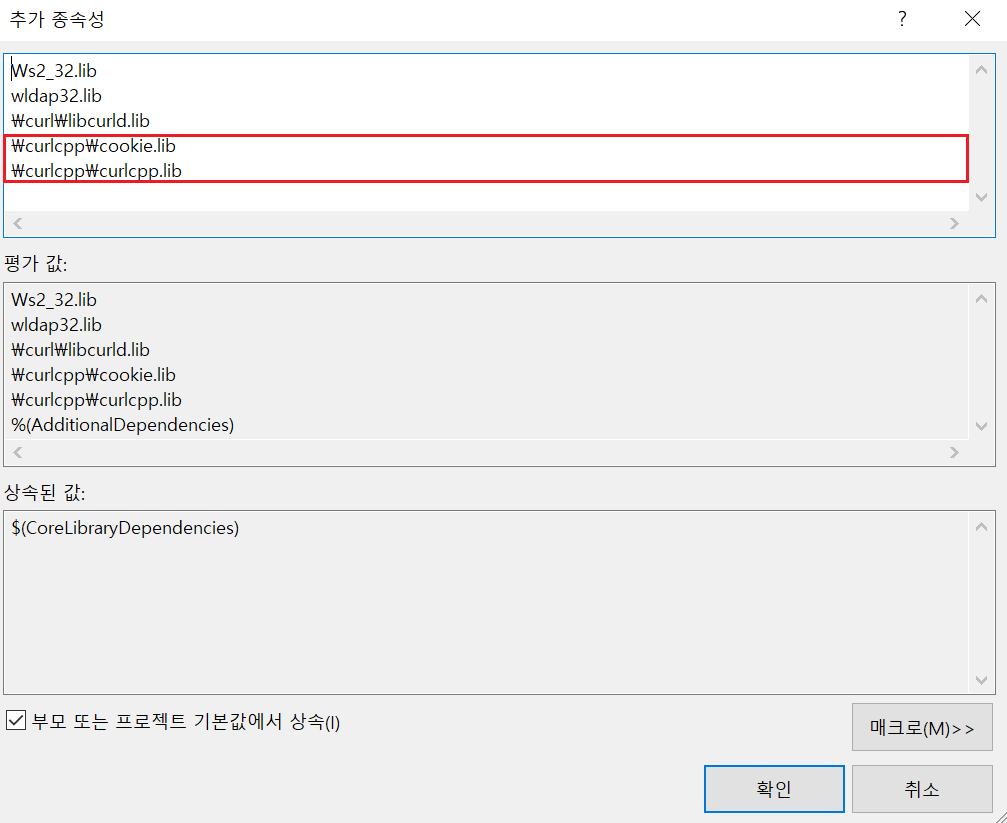 추가 종속성
?
Ws2_32.lib
wldap32.lib
₩curl₩libcurld.lib
₩curlcpp₩cookie.lib
₩curlcpp₩curlcpp.lib
평가 값:
Ws2_32.lib
wldap32.lib
₩curl₩libcurld.lib
₩curlcpp₩cookie.lib
₩curlcpp₩curlcpp.lib
%(AdditionalDependencies)
상속된 값:
$(CoreLibraryDependencies)
부모 또는 프로젝트 기본값에서 상속(I)
매크로(M)>>
확인
취소